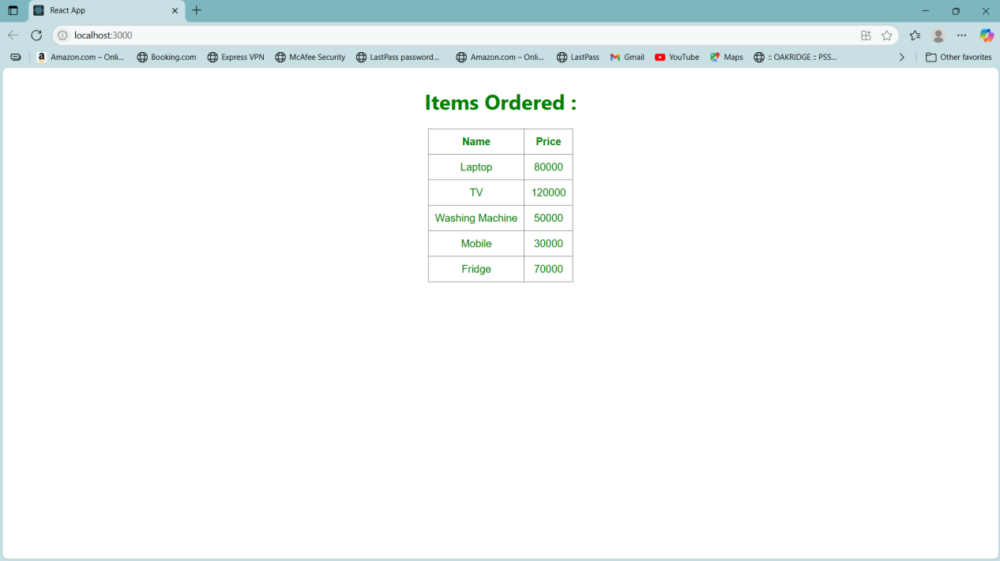 React App
localhost:3000
Amazon.com – Onli... Booking.com Express VPN McAfee Security LastPass password... Amazon.com – Onli... LastPass Gmail YouTube Maps :: OAKRIDGE :: PSS... Other favorites
Items Ordered :
Name Price
Laptop 80000
TV 120000
Washing Machine 50000
Mobile 30000
Fridge 70000